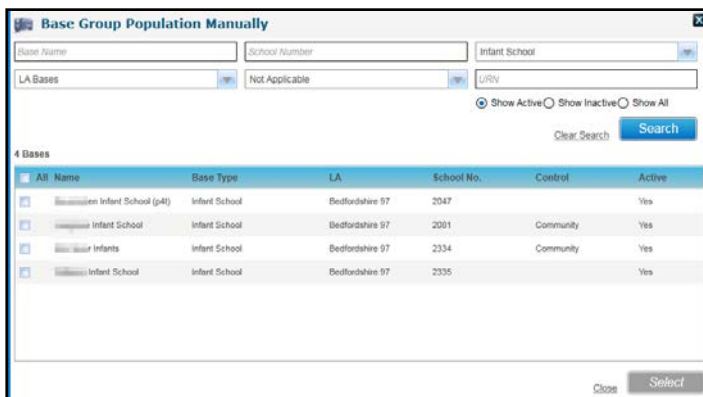 Base Group Population Manually
Base Name School Number Infant School
LA Bases Not Applicable URN
Show Active Show Inactive Show All
Clear Search Search
4 Bases
All Name Base Type LA School No. Control Active
en Infant School (p4t) Infant School Bedfordshire 97 2047 Yes
Infant School Infant School Bedfordshire 97 2001 Community Yes
r Infants Infant School Bedfordshire 97 2334 Community Yes
Infant School Infant School Bedfordshire 97 2335 Yes
Close Select